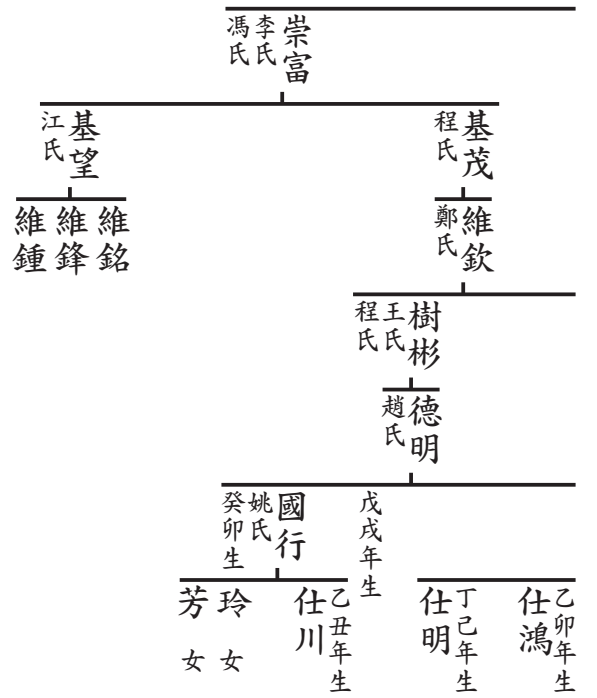 崇富
李氏
馮氏
基茂
程氏
基望
江氏
維欽
鄭氏
維銘
維鋒
維鍾
樹彬
王氏
程氏
德明
趙氏
戊戌年生
國行
姚氏
癸卯生
乙卯年生
仕鴻
丁己年生
仕明
乙丑年生
仕川
玲 女
芳 女